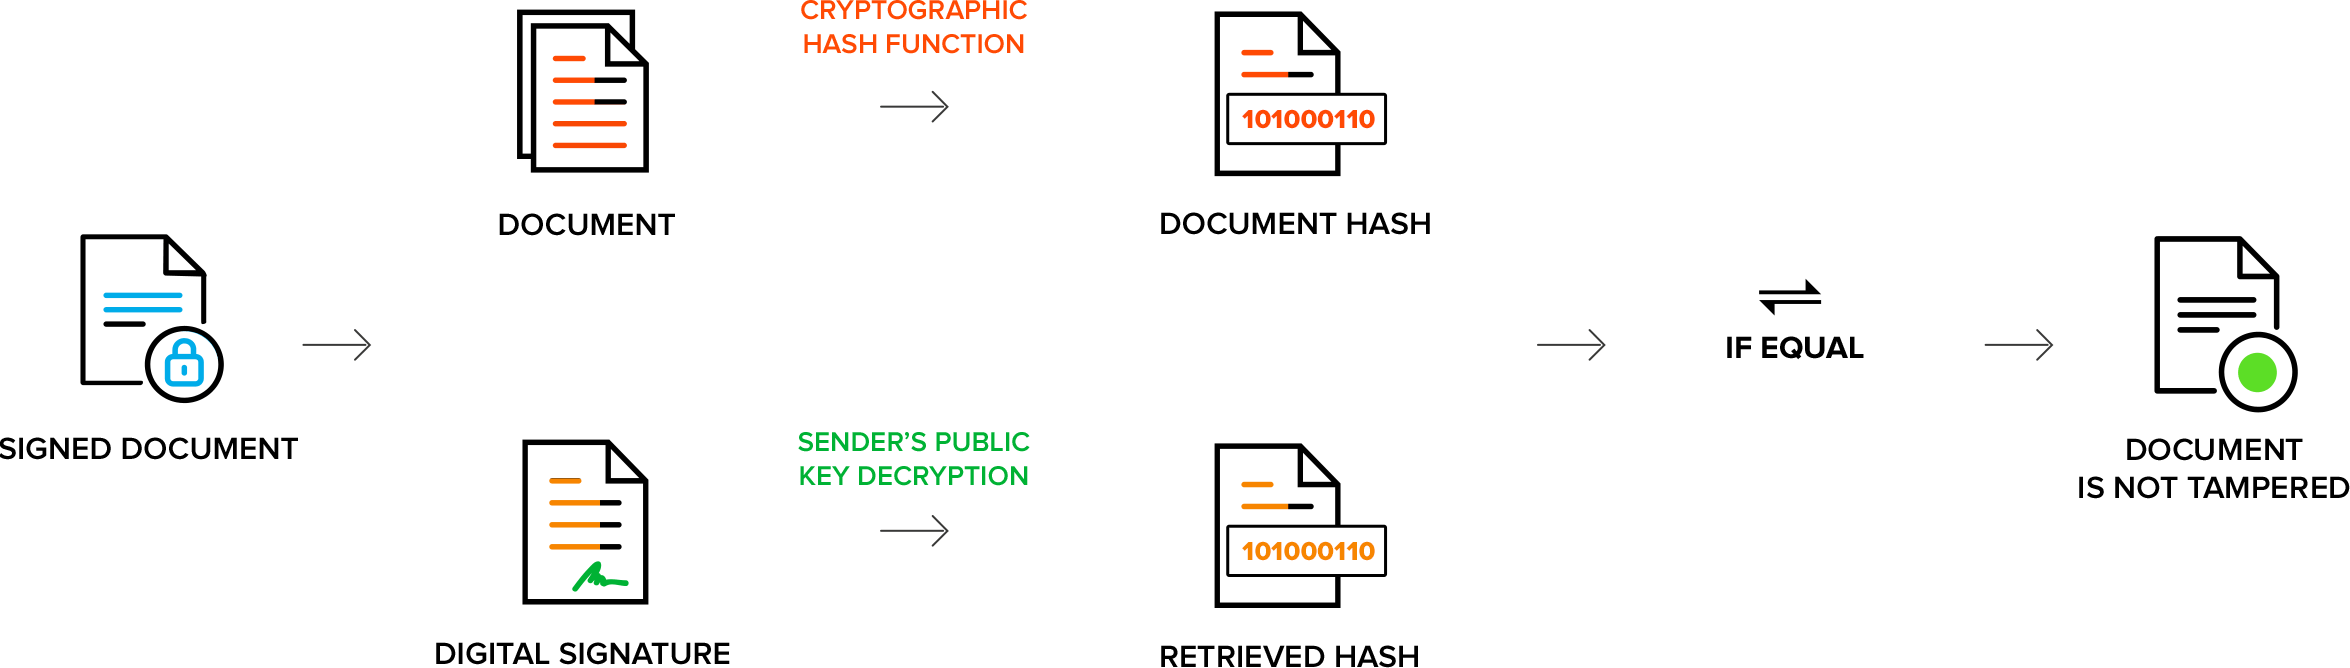 CRYPTOGRAPHIC
HASH FUNCTION
101000110
DOCUMENT
DOCUMENT HASH
SIGNED DOCUMENT
IF EQUAL
DOCUMENT
IS NOT TAMPERED
SENDER’S PUBLIC
KEY DECRYPTION
101000110
DIGITAL SIGNATURE
RETRIEVED HASH